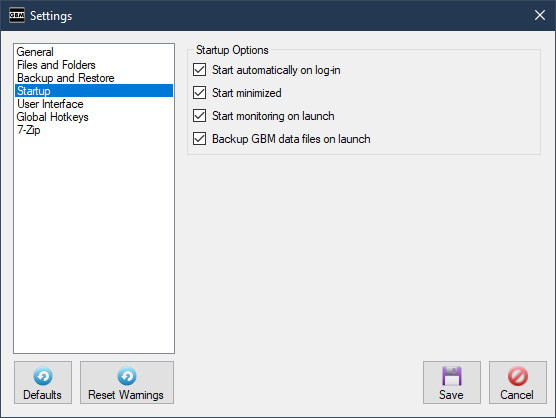 GBM Settings
General
Files and Folders
Backup and Restore
Startup
User Interface
Global Hotkeys
7-Zip
Startup Options
Start automatically on log-in
Start minimized
Start monitoring on launch
Backup GBM data files on launch
Defaults
Reset Warnings
Save
Cancel